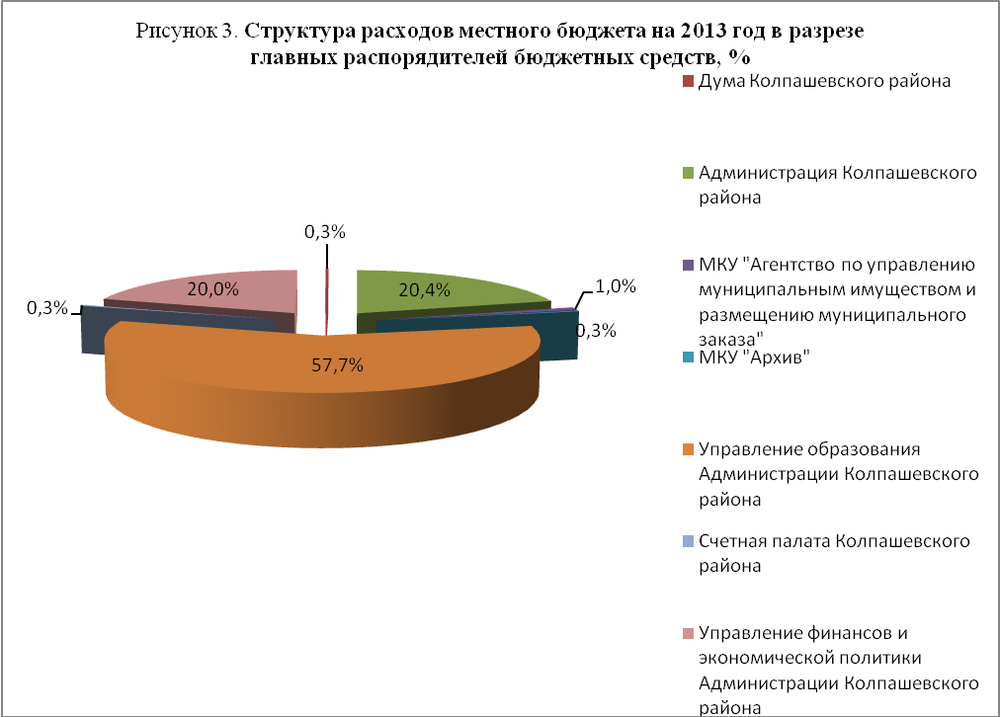 Рисунок 3. Структура расходов местного бюджета на 2013 год в разрезе
главных распорядителей бюджетных средств, %
Дума Колпашевского района
Администрация Колпашевского
района
МКУ "Агентство по управлению
муниципальным имуществом и
размещению муниципального
заказа"
МКУ "Архив"
Управление образования
Администрации Колпашевского
района
Счетная палата Колпашевского
района
Управление финансов и
экономической политики
Администрации Колпашевского
района
0,3%
20,0%
20,4%
1,0%
0,3%
0,3%
57,7%